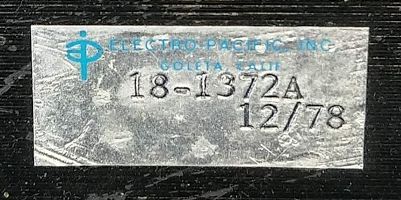 ELECTRO-PACIFIC, INC.
GOLETA, CALIF.
18-1372A
12/78